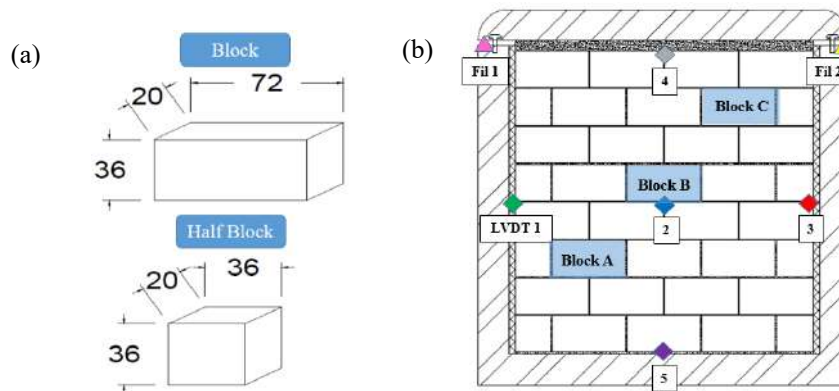 (a)
Block
20
72
36
Half Block
20
36
36
(b)
Fil 1
Fil 2
4
Block C
Block B
LVDT 1
2
3
Block A
5